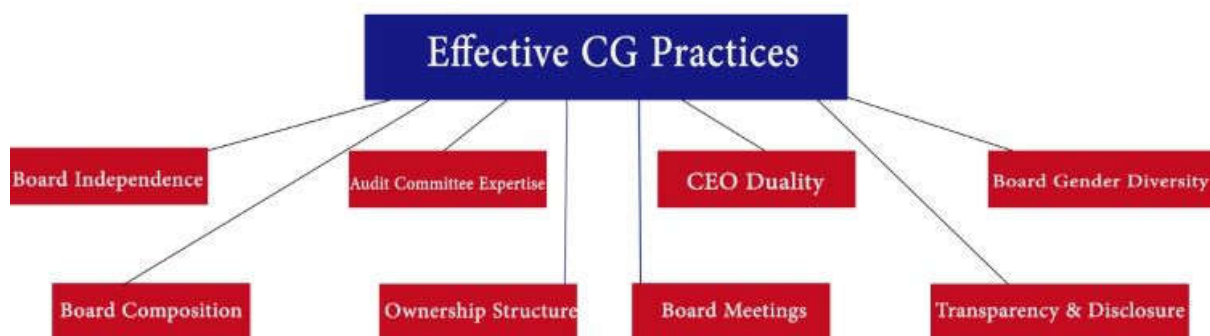 Effective CG Practices
Board Independence
Audit Committee Expertise
CEO Duality
Board Gender Diversity
Board Composition
Ownership Structure
Board Meetings
Transparency & Disclosure